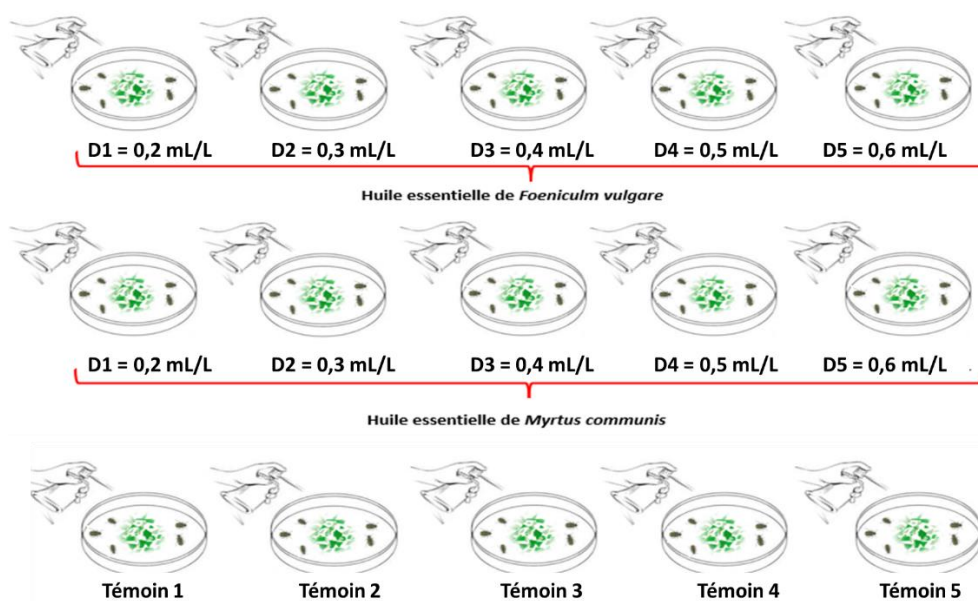 D1 = 0,2 mL/L D2 = 0,3 mL/L D3 = 0,4 mL/L D4 = 0,5 mL/L D5 = 0,6 mL/L
Huile essentielle de Foeniculm vulgare
D1 = 0,2 mL/L D2 = 0,3 mL/L D3 = 0,4 mL/L D4 = 0,5 mL/L D5 = 0,6 mL/L .
Huile essentielle de Myrtus communis
Témoin 1 Témoin 2 Témoin 3 Témoin 4 Témoin 5